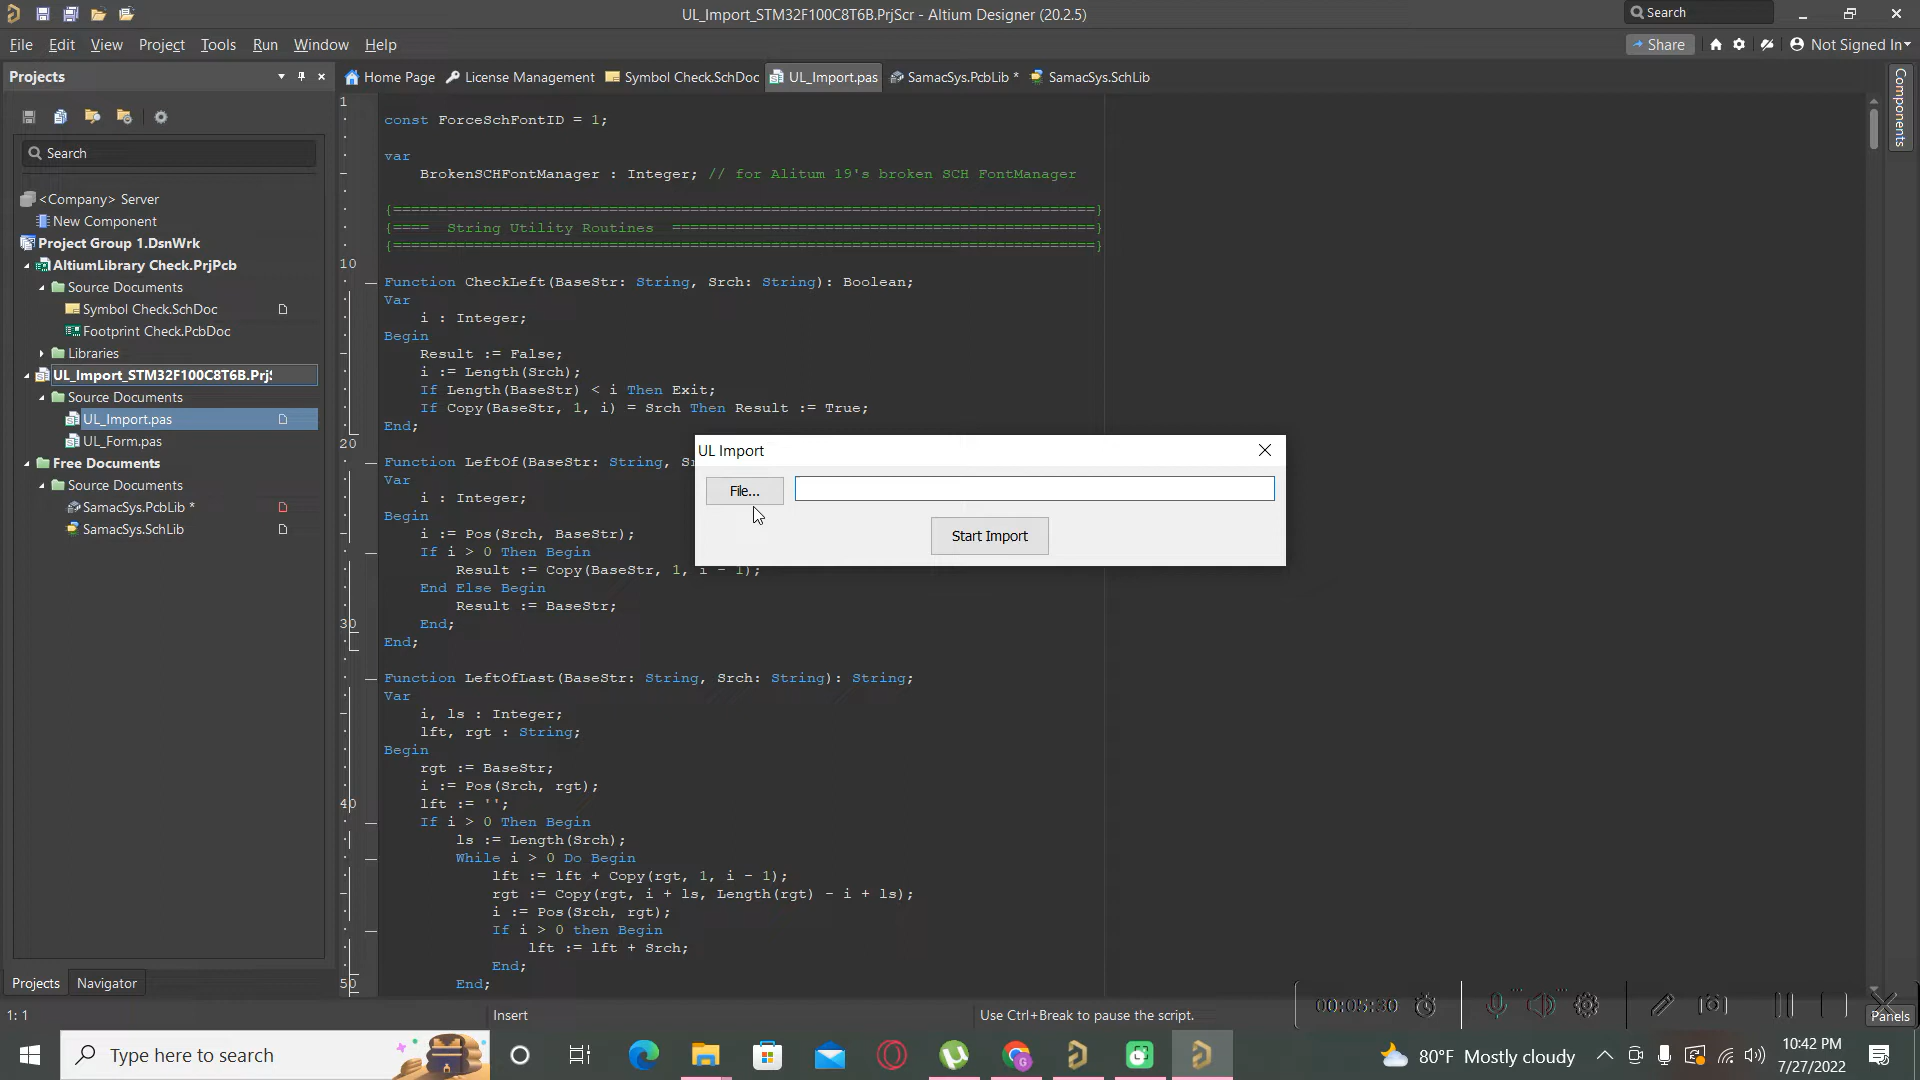 UL_Import_STM32F100C8T6B.PrjScr - Altium Designer (20.2.5)
Search
File Edit View Project Tools Run Window Help
Share
Not Signed In
Projects
Home Page
License Management
Symbol Check.SchDoc
UL_Import.pas
SamacSys.PcbLib *
SamacSys.SchLib
Components
Search
<Company> Server
New Component
Project Group 1.DsnWrk
AltiumLibrary Check.PrjPcb
Source Documents
Symbol Check.SchDoc
Footprint Check.PcbDoc
Libraries
UL_Import_STM32F100C8T6B.Prj
Source Documents
UL_Import.pas
UL_Form.pas
Free Documents
Source Documents
SamacSys.PcbLib *
SamacSys.SchLib
Projects
Navigator
1
const ForceSchFontID = 1;
var
BrokenSCHFontManager : Integer; // for Alitum 19's broken SCH FontManager
{==============================================================================}
{==== String Utility Routines ===============================================}
{==============================================================================}
10
Function CheckLeft(BaseStr: String, Srch: String): Boolean;
Var
i : Integer;
Begin
Result := False;
i := Length(Srch);
If Length(BaseStr) < i Then Exit;
If Copy(BaseStr, 1, i) = Srch Then Result := True;
End;
20
Function LeftOf(BaseStr: String, S
Var
i : Integer;
Begin
i := Pos(Srch, BaseStr);
If i > 0 Then Begin
Result := Copy(BaseStr, 1, i - 1);
End Else Begin
Result := BaseStr;
30
End;
End;
Function LeftOfLast(BaseStr: String, Srch: String): String;
Var
i, ls : Integer;
lft, rgt : String;
Begin
rgt := BaseStr;
i := Pos(Srch, rgt);
40
lft := '';
If i > 0 Then Begin
ls := Length(Srch);
While i > 0 Do Begin
lft := lft + Copy(rgt, 1, i - 1);
rgt := Copy(rgt, i + ls, Length(rgt) - i + ls);
i := Pos(Srch, rgt);
If i > 0 then Begin
lft := lft + Srch;
End;
50
End;
UL Import
File...
Start Import
1: 1
Insert
Use Ctrl+Break to pause the script.
00:05:30
Panels
Type here to search
80°F Mostly cloudy
10:42 PM
7/27/2022